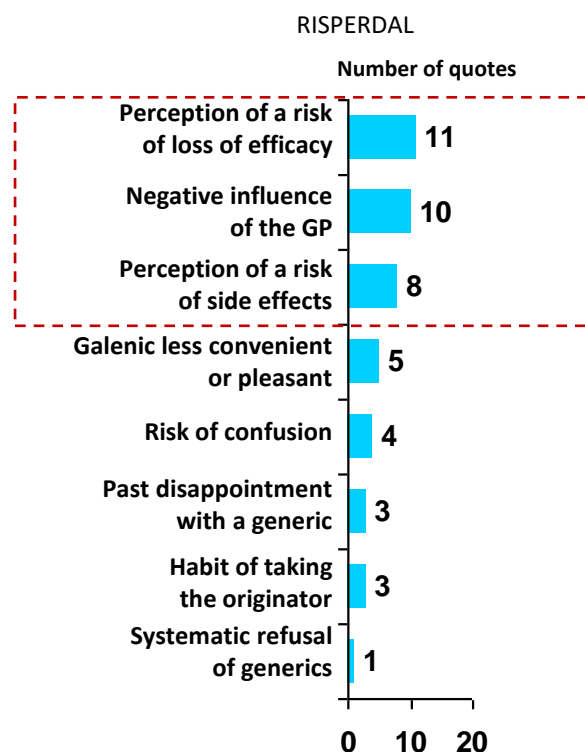 RISPERDAL
Number of quotes
Perception of a risk
of loss of efficacy
11
Negative influence
of the GP
10
Perception of a risk
of side effects
8
Galenic less convenient
or pleasant
5
Risk of confusion
4
Past disappointment
with a generic
3
Habit of taking
the originator
3
Systematic refusal
of generics
1
0 10 20